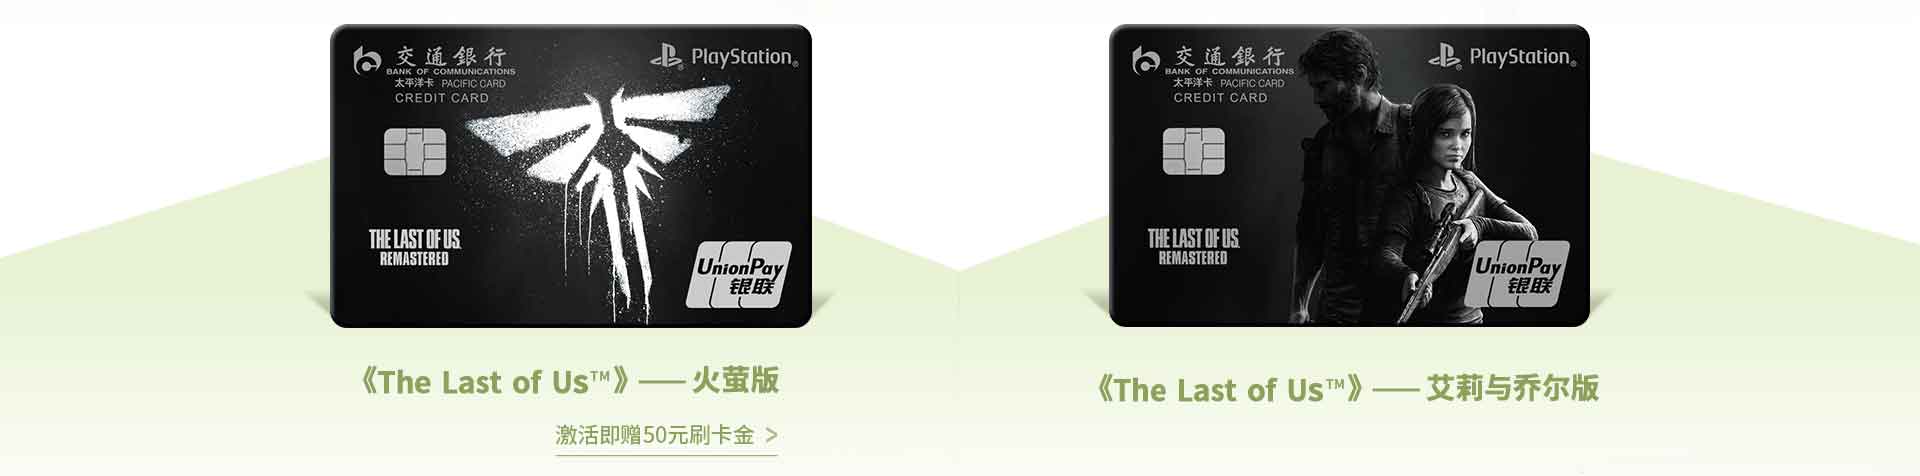 交通銀行
BANK OF COMMUNICATIONS
太平洋卡 PACIFIC CARD
CREDIT CARD
PlayStation®
THE LAST OF US
REMASTERED
UnionPay
银联
《The Last of Us™》—— 火萤版
激活即赠50元刷卡金 >
交通銀行
BANK OF COMMUNICATIONS
太平洋卡 PACIFIC CARD
CREDIT CARD
PlayStation®
THE LAST OF US
REMASTERED
UnionPay
银联
《The Last of Us™》—— 艾莉与乔尔版